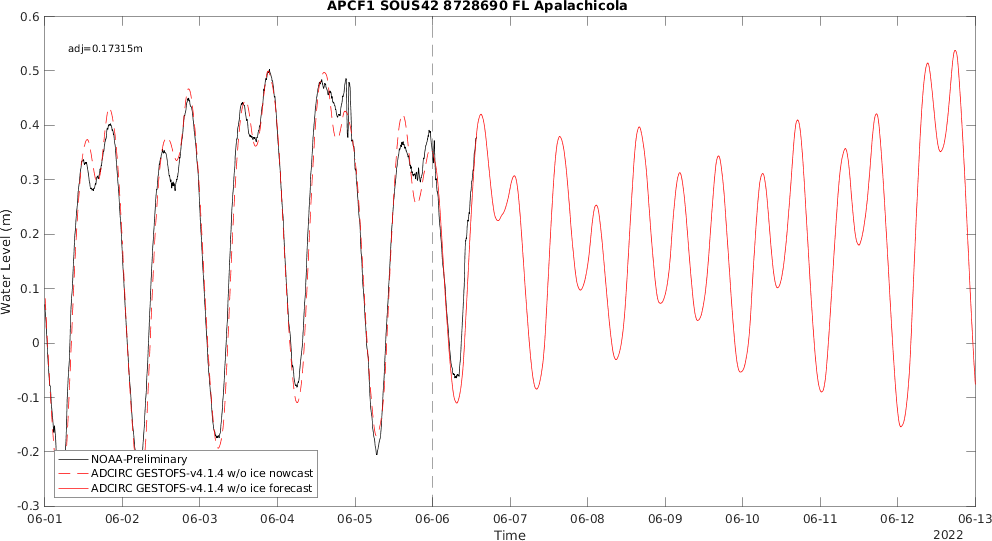 APCF1 SOUS42 8728690 FL Apalachicola
adj=0.17315m
0.6
0.5
0.4
0.3
0.2
0.1
0
-0.1
-0.2
-0.3
Water Level (m)
NOAA-Preliminary
ADCIRC GESTOFS-v4.1.4 w/o ice nowcast
ADCIRC GESTOFS-v4.1.4 w/o ice forecast
06-01 06-02 06-03 06-04 06-05 06-06 06-07 06-08 06-09 06-10 06-11 06-12 06-13
Time
2022